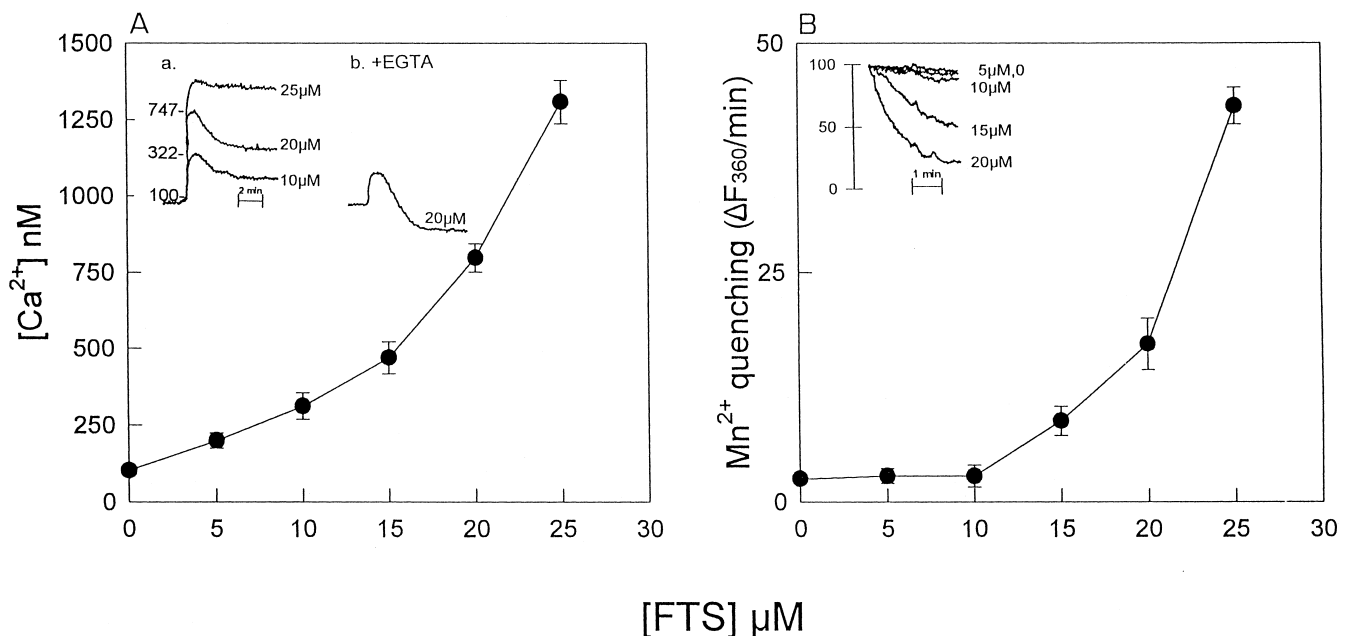 A
[Ca2+] nM
1500
1250
1000
750
500
250
0
a.
747-
322-
100-
25µM
20µM
10µM
2 min
b. +EGTA
20µM
0 5 10 15 20 25 30
B
Mn2+ quenching (ΔF360/min)
50
25
0
100
50
0
5µM,0
10µM
15µM
20µM
1 min
0 5 10 15 20 25 30
[FTS] µM